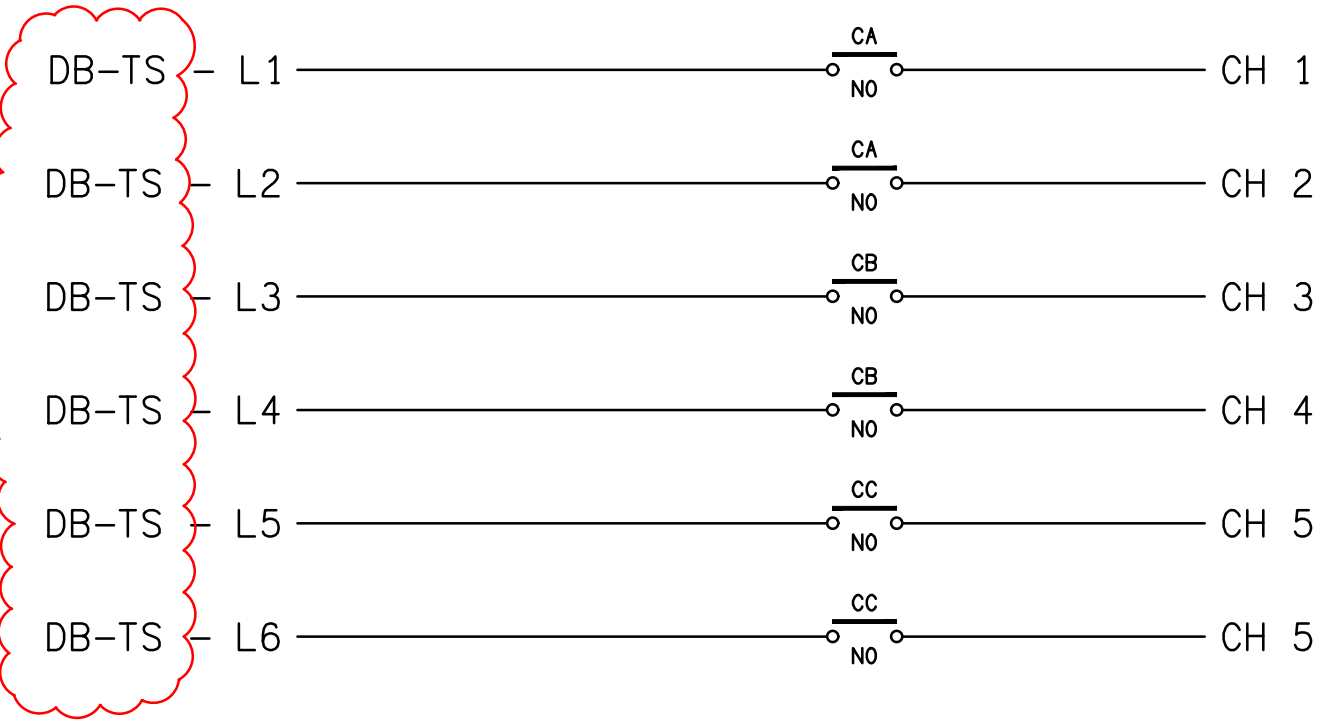 CA
DB-TS - L1 CH 1
NO
CA
DB-TS - L2 CH 2
NO
CB
DB-TS - L3 CH 3
NO
CB
DB-TS - L4 CH 4
NO
CC
DB-TS - L5 CH 5
NO
CC
DB-TS - L6 CH 5
NO